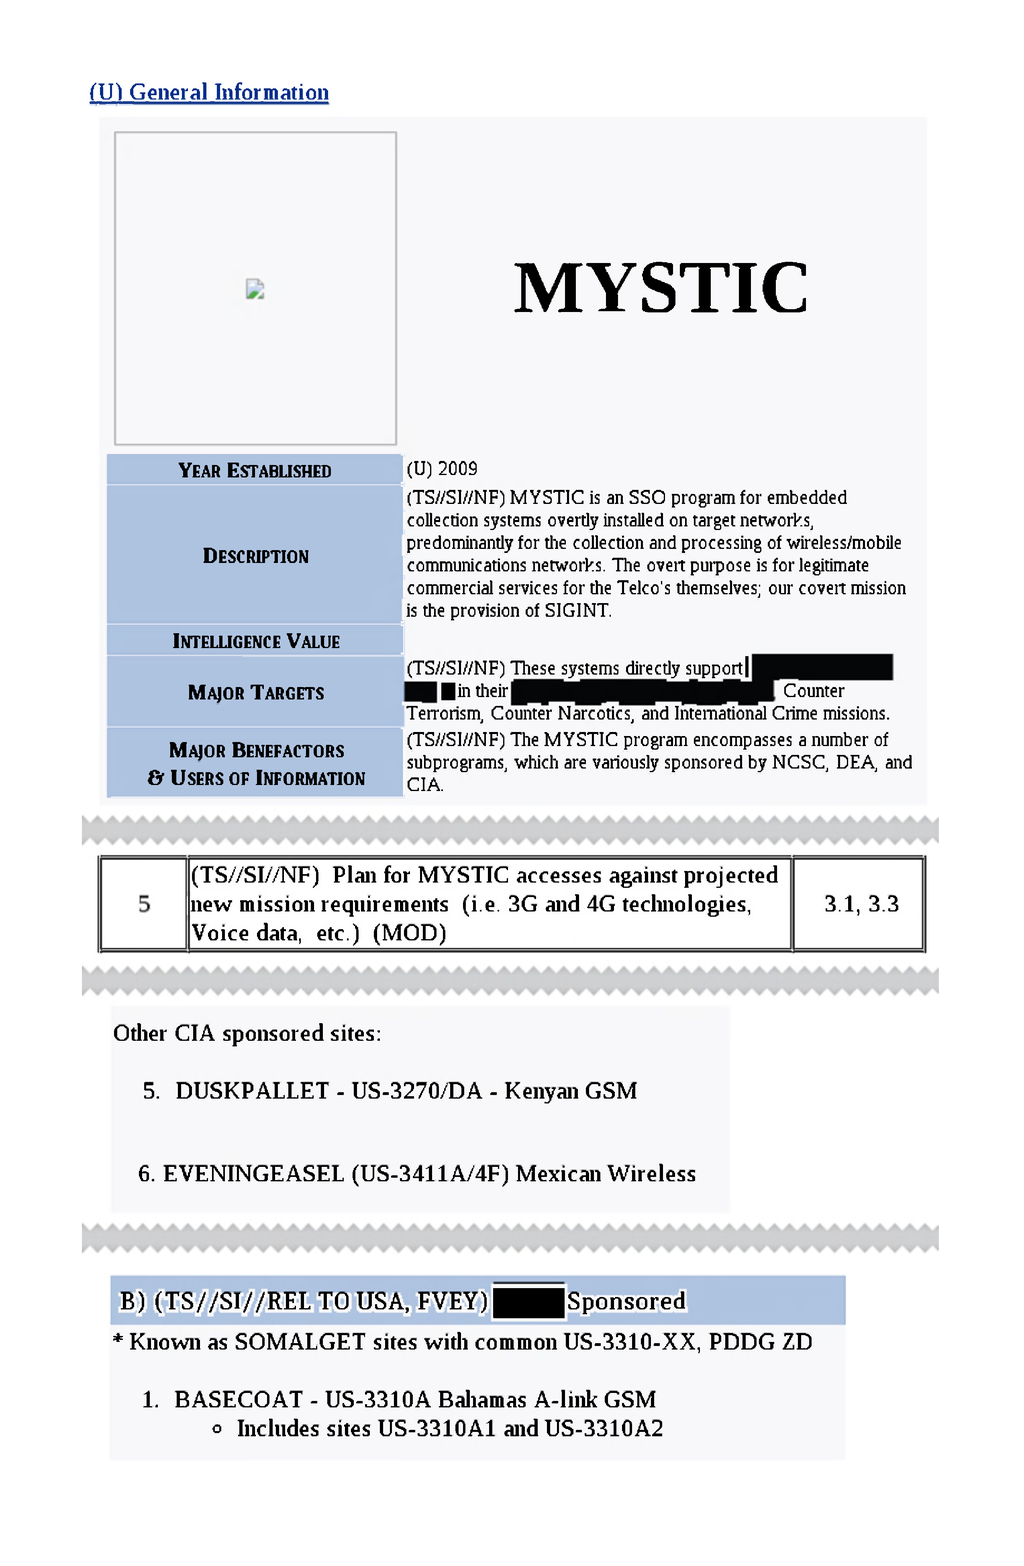 (U) General Information
MYSTIC
YEAR ESTABLISHED
(U) 2009
DESCRIPTION
(TS//SI//NF) MYSTIC is an SSO program for embedded
collection systems overtly installed on target networks,
predominantly for the collection and processing of wireless/mobile
communications networks. The overt purpose is for legitimate
commercial services for the Telco's themselves; our covert mission
is the provision of SIGINT.
INTELLIGENCE VALUE
MAJOR TARGETS
(TS//SI//NF) These systems directly support
in their Counter
Terrorism, Counter Narcotics, and International Crime missions.
MAJOR BENEFACTORS
& USERS OF INFORMATION
(TS//SI//NF) The MYSTIC program encompasses a number of
subprograms, which are variously sponsored by NCSC, DEA, and
CIA.
5
(TS//SI//NF) Plan for MYSTIC accesses against projected
new mission requirements (i.e. 3G and 4G technologies,
Voice data, etc.) (MOD)
3.1, 3.3
Other CIA sponsored sites:
5. DUSKPALLET - US-3270/DA - Kenyan GSM
6. EVENINGEASEL (US-3411A/4F) Mexican Wireless
B) (TS//SI//REL TO USA, FVEY) Sponsored
* Known as SOMALGET sites with common US-3310-XX, PDDG ZD
1. BASECOAT - US-3310A Bahamas A-link GSM
Includes sites US-3310A1 and US-3310A2